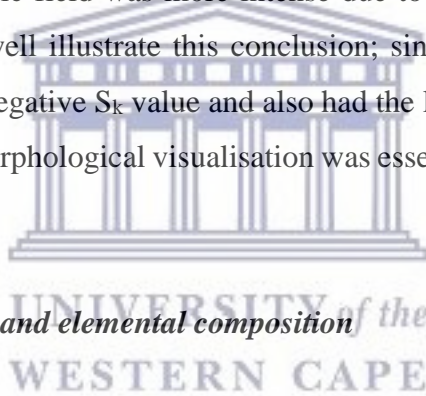 field was more intense due to
well illustrate this conclusion; sin
egative Sk value and also had the
rphological visualisation was esse
UNIVERSITY of the
and elemental composition
WESTERN CAPE